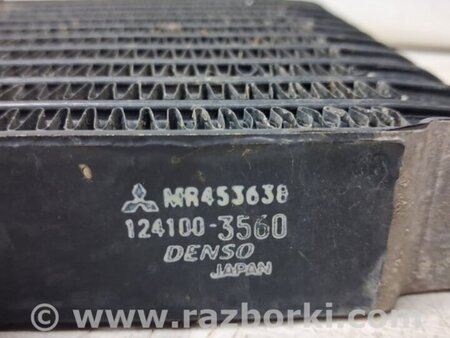 MR453638
124100-3560
DENSO
JAPAN
© www.razborki.com